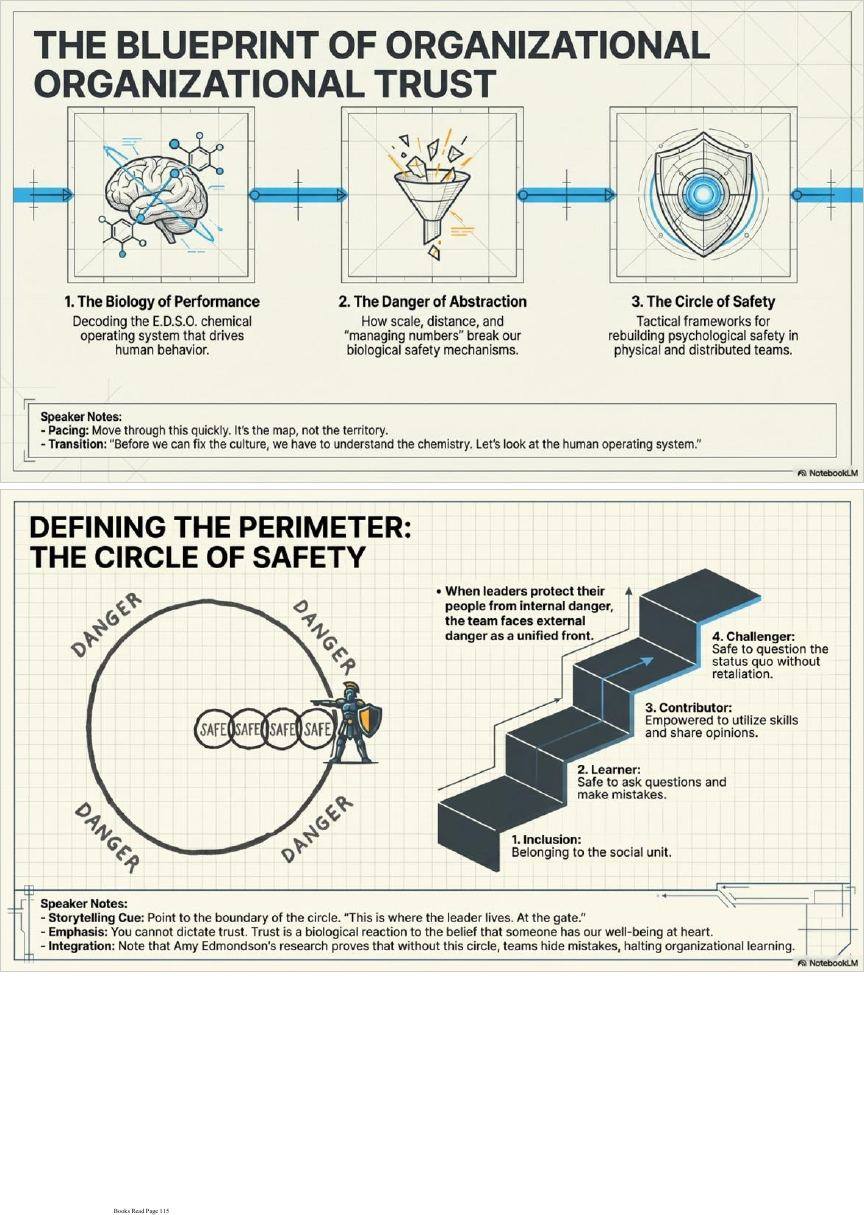 THE BLUEPRINT OF ORGANIZATIONAL
ORGANIZATIONAL TRUST
1. The Biology of Performance
Decoding the E.D.S.O. chemical
operating system that drives
human behavior.
2. The Danger of Abstraction
How scale, distance, and
“managing numbers” break our
biological safety mechanisms.
3. The Circle of Safety
Tactical frameworks for
rebuilding psychological safety in
physical and distributed teams.
Speaker Notes:
- Pacing: Move through this quickly. It’s the map, not the territory.
- Transition: “Before we can fix the culture, we have to understand the chemistry. Let’s look at the human operating system.”
NotebookLM
DEFINING THE PERIMETER:
THE CIRCLE OF SAFETY
DANGER
DANGER
SAFE SAFE SAFE SAFE
DANGER
DANGER
• When leaders protect their
people from internal danger,
the team faces external
danger as a unified front.
4. Challenger:
Safe to question the
status quo without
retaliation.
3. Contributor:
Empowered to utilize skills
and share opinions.
2. Learner:
Safe to ask questions and
make mistakes.
1. Inclusion:
Belonging to the social unit.
Speaker Notes:
- Storytelling Cue: Point to the boundary of the circle. “This is where the leader lives. At the gate.”
- Emphasis: You cannot dictate trust. Trust is a biological reaction to the belief that someone has our well-being at heart.
- Integration: Note that Amy Edmondson’s research proves that without this circle, teams hide mistakes, halting organizational learning.
NotebookLM
Books Read Page 115